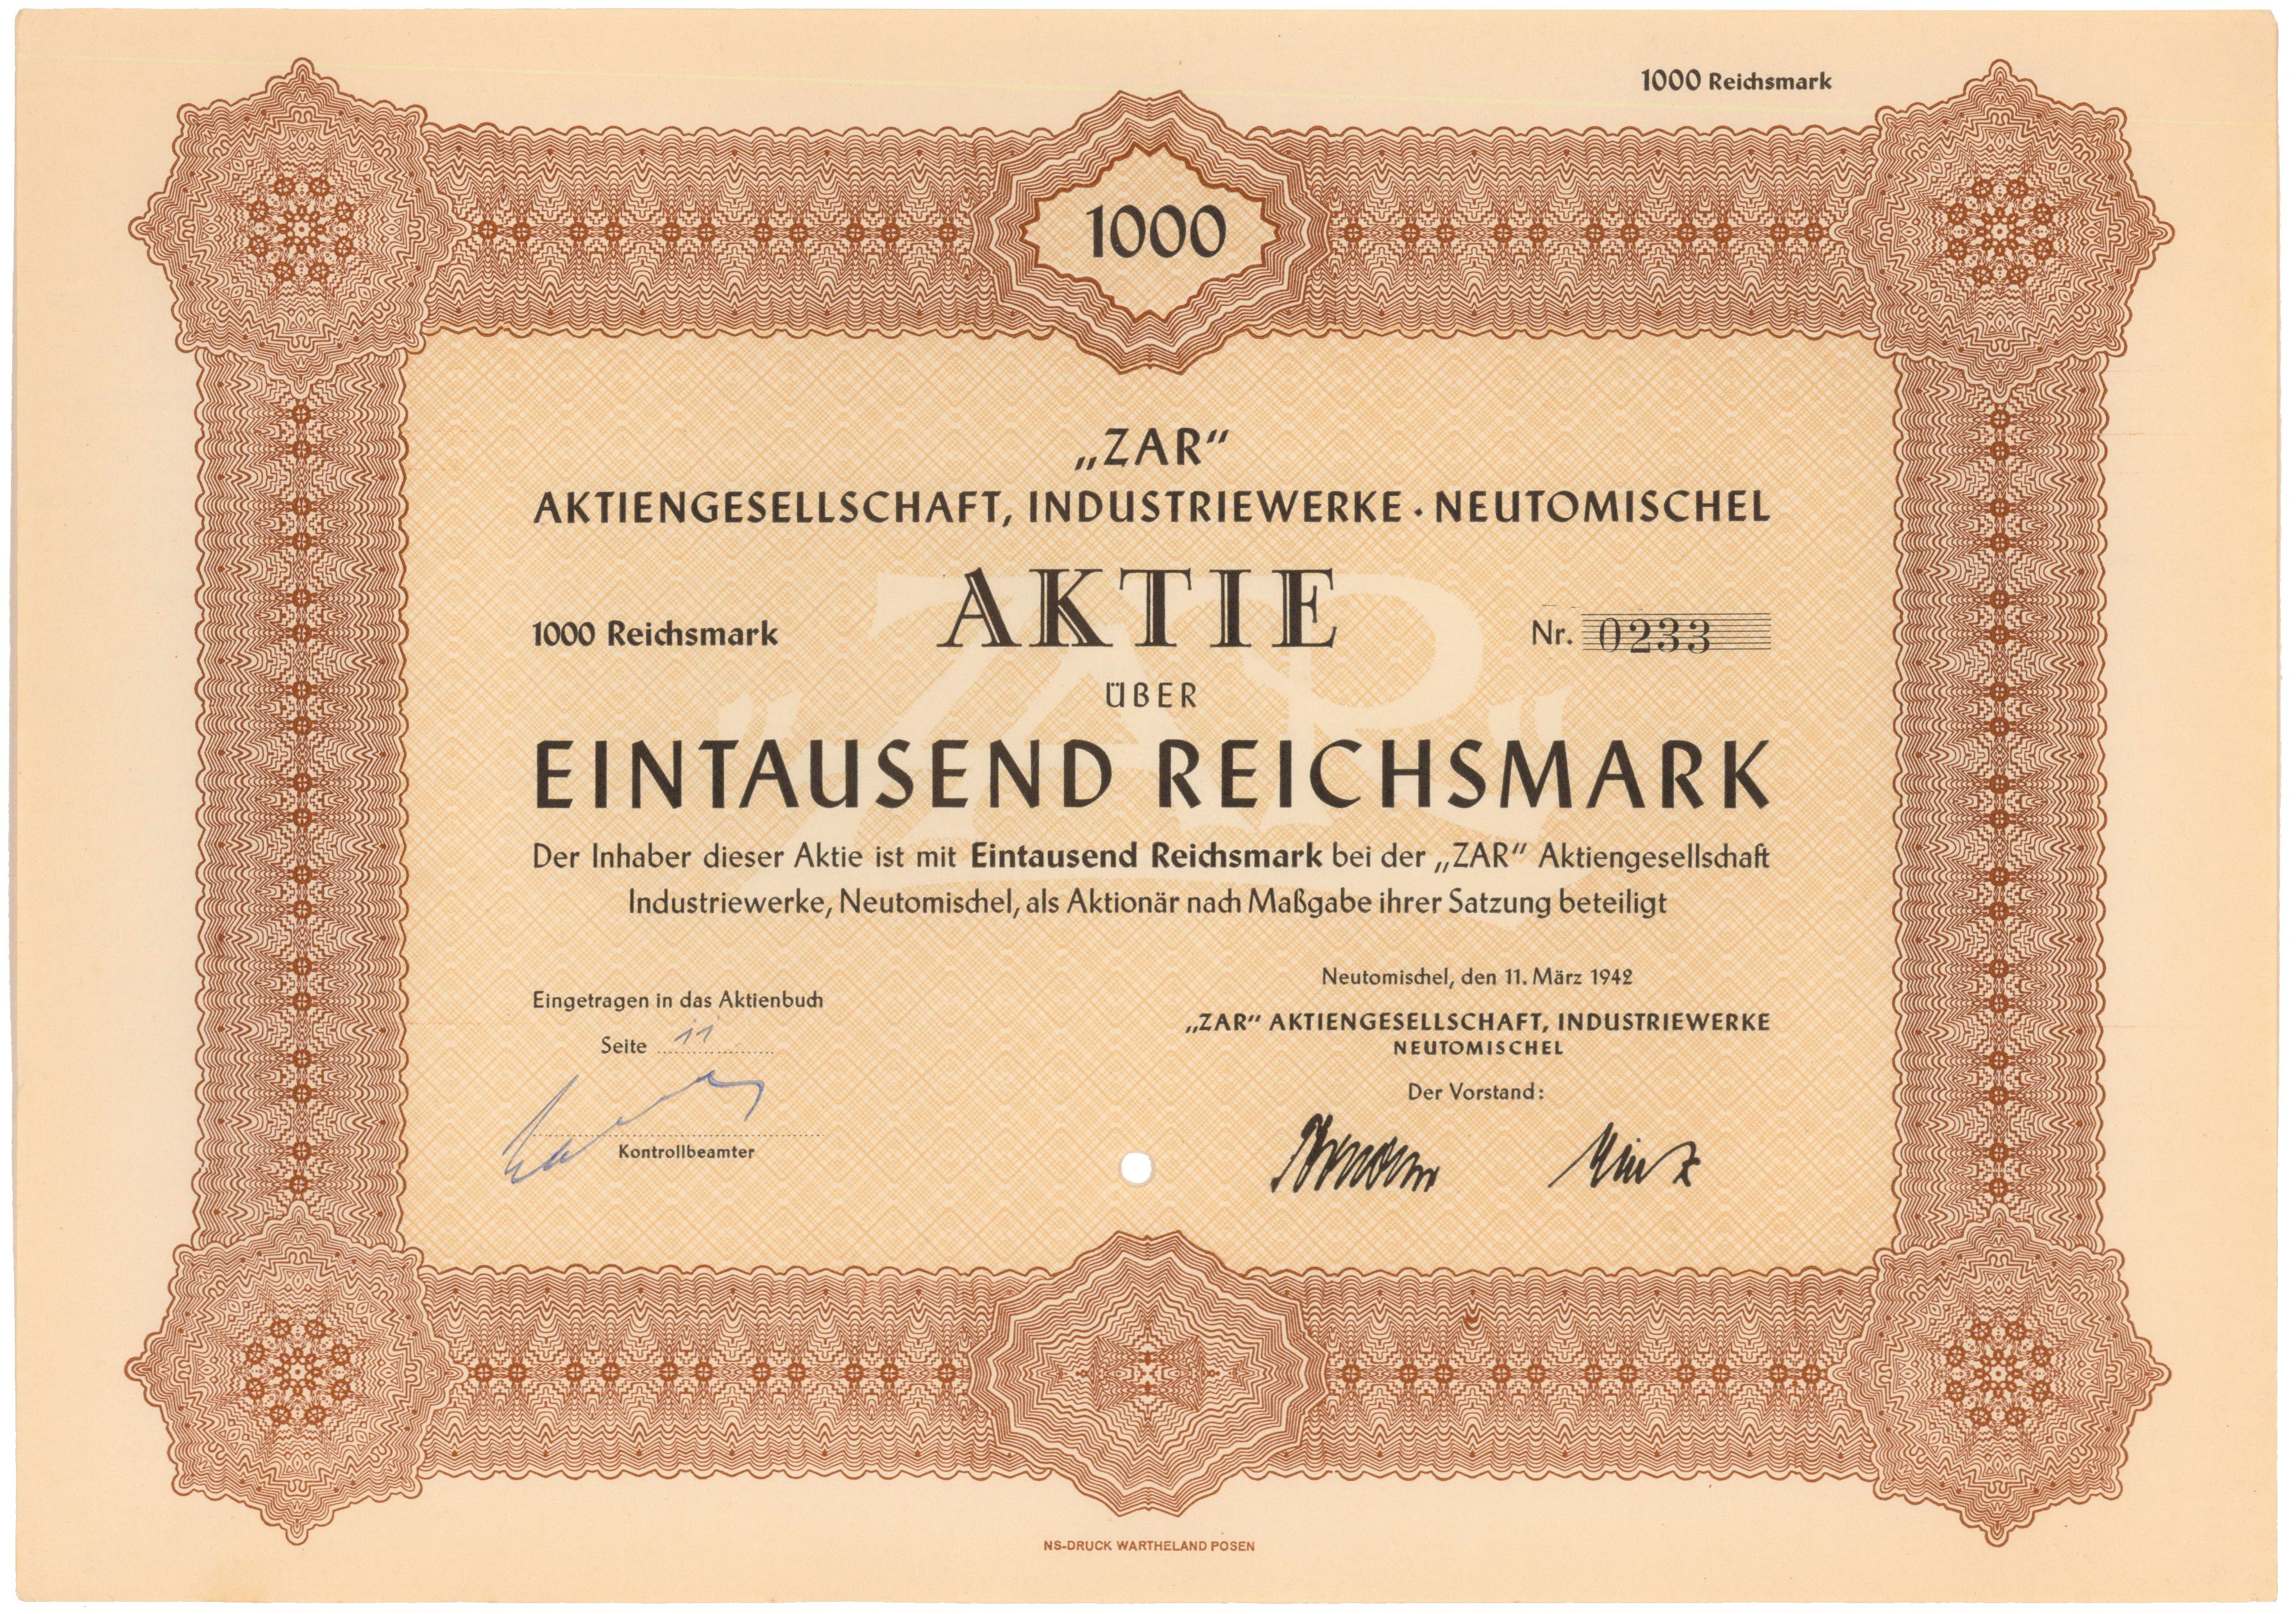 1000 Reichsmark
1000
„ZAR“
AKTIENGESELLSCHAFT, INDUSTRIEWERKE · NEUTOMISCHEL
AKTIE
1000 Reichsmark
Nr. 0233
ÜBER
„ZAR“
EINTAUSEND REICHSMARK
Der Inhaber dieser Aktie ist mit Eintausend Reichsmark bei der „ZAR“ Aktiengesellschaft
Industriewerke, Neutomischel, als Aktionär nach Maßgabe ihrer Satzung beteiligt
Eingetragen in das Aktienbuch
Seite 11
Kontrollbeamter
Neutomischel, den 11. März 1942
„ZAR“ AKTIENGESELLSCHAFT, INDUSTRIEWERKE
NEUTOMISCHEL
Der Vorstand:
NS-DRUCK WARTHELAND POSEN